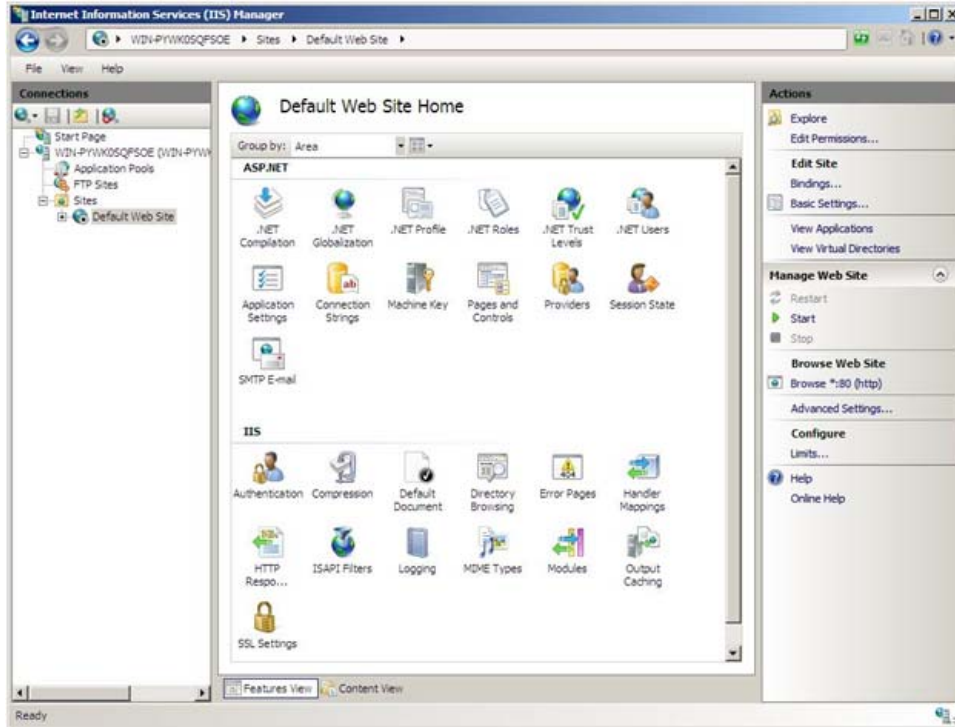 Internet Information Services (IIS) Manager
WIN-PYWK0SQFSOE
Sites
Default Web Site
File View Help
Connections
Start Page
WIN-PYWK0SQFSOE (WIN-PYW
Application Pools
FTP Sites
Sites
Default Web Site
Default Web Site Home
Group by: Area
ASP.NET
.NET Compilation
.NET Globalization
.NET Profile
.NET Roles
.NET Trust Levels
.NET Users
Application Settings
Connection Strings
ab
Machine Key
Pages and Controls
Providers
Session State
SMTP E-mail
IIS
Authentication
Compression
Default Document
Directory Browsing
404
Error Pages
Handler Mappings
HTTP Respo...
ISAPI Filters
Logging
MIME Types
Modules
Output Caching
SSL Settings
Features View
Content View
Actions
Explore
Edit Permissions...
Edit Site
Bindings...
Basic Settings...
View Applications
View Virtual Directories
Manage Web Site
Restart
Start
Stop
Browse Web Site
Browse *:80 (http)
Advanced Settings...
Configure
Limits...
Help
Online Help
Ready